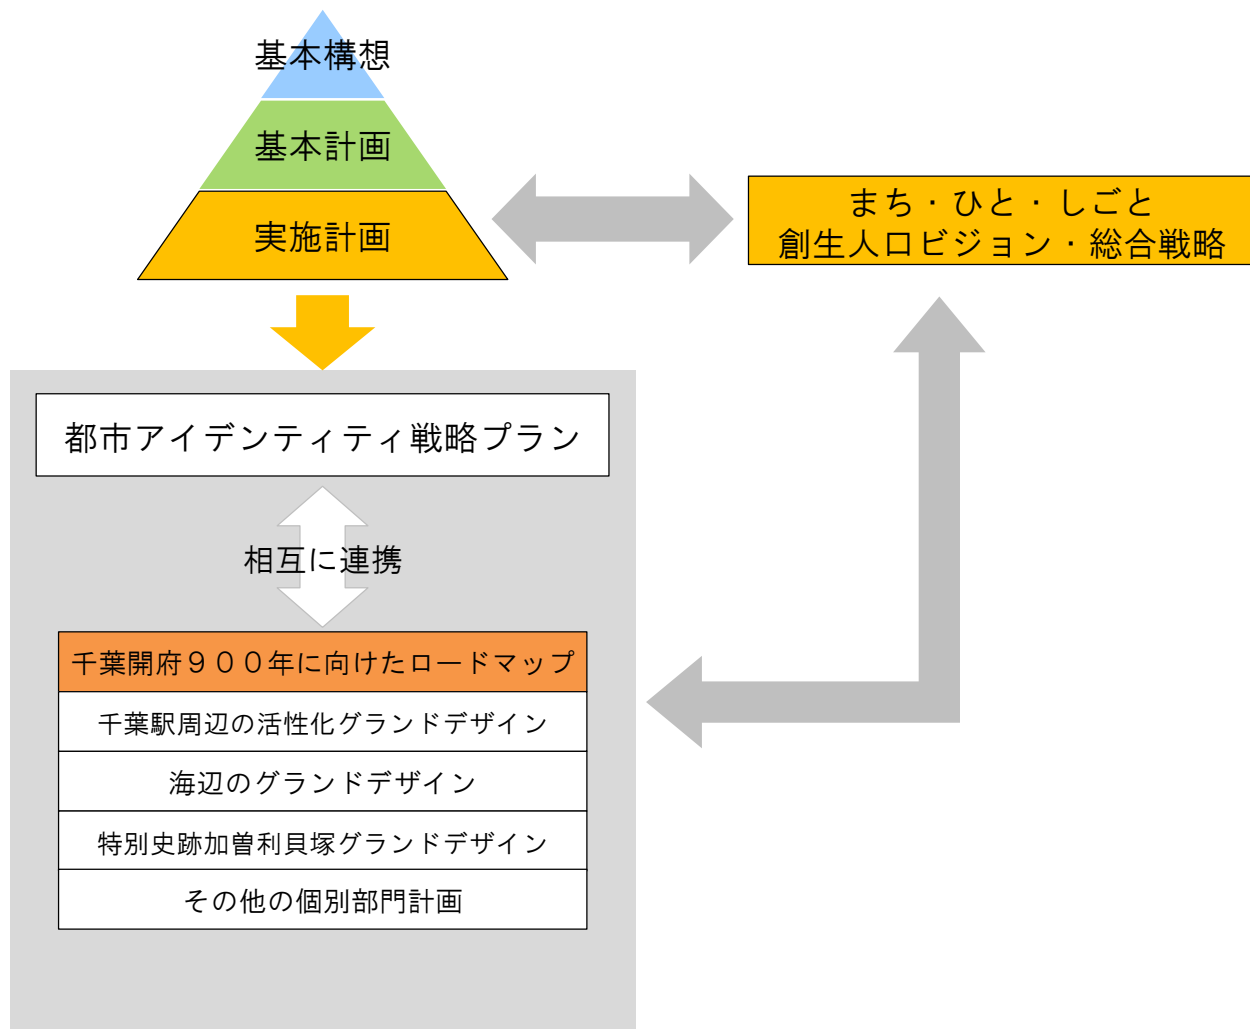 基本構想
基本計画
実施計画
まち・ひと・しごと
創生人口ビジョン・総合戦略
都市アイデンティティ戦略プラン
相互に連携
千葉開府９００年に向けたロードマップ
千葉駅周辺の活性化グランドデザイン
海辺のグランドデザイン
特別史跡加曽利貝塚グランドデザイン
その他の個別部門計画